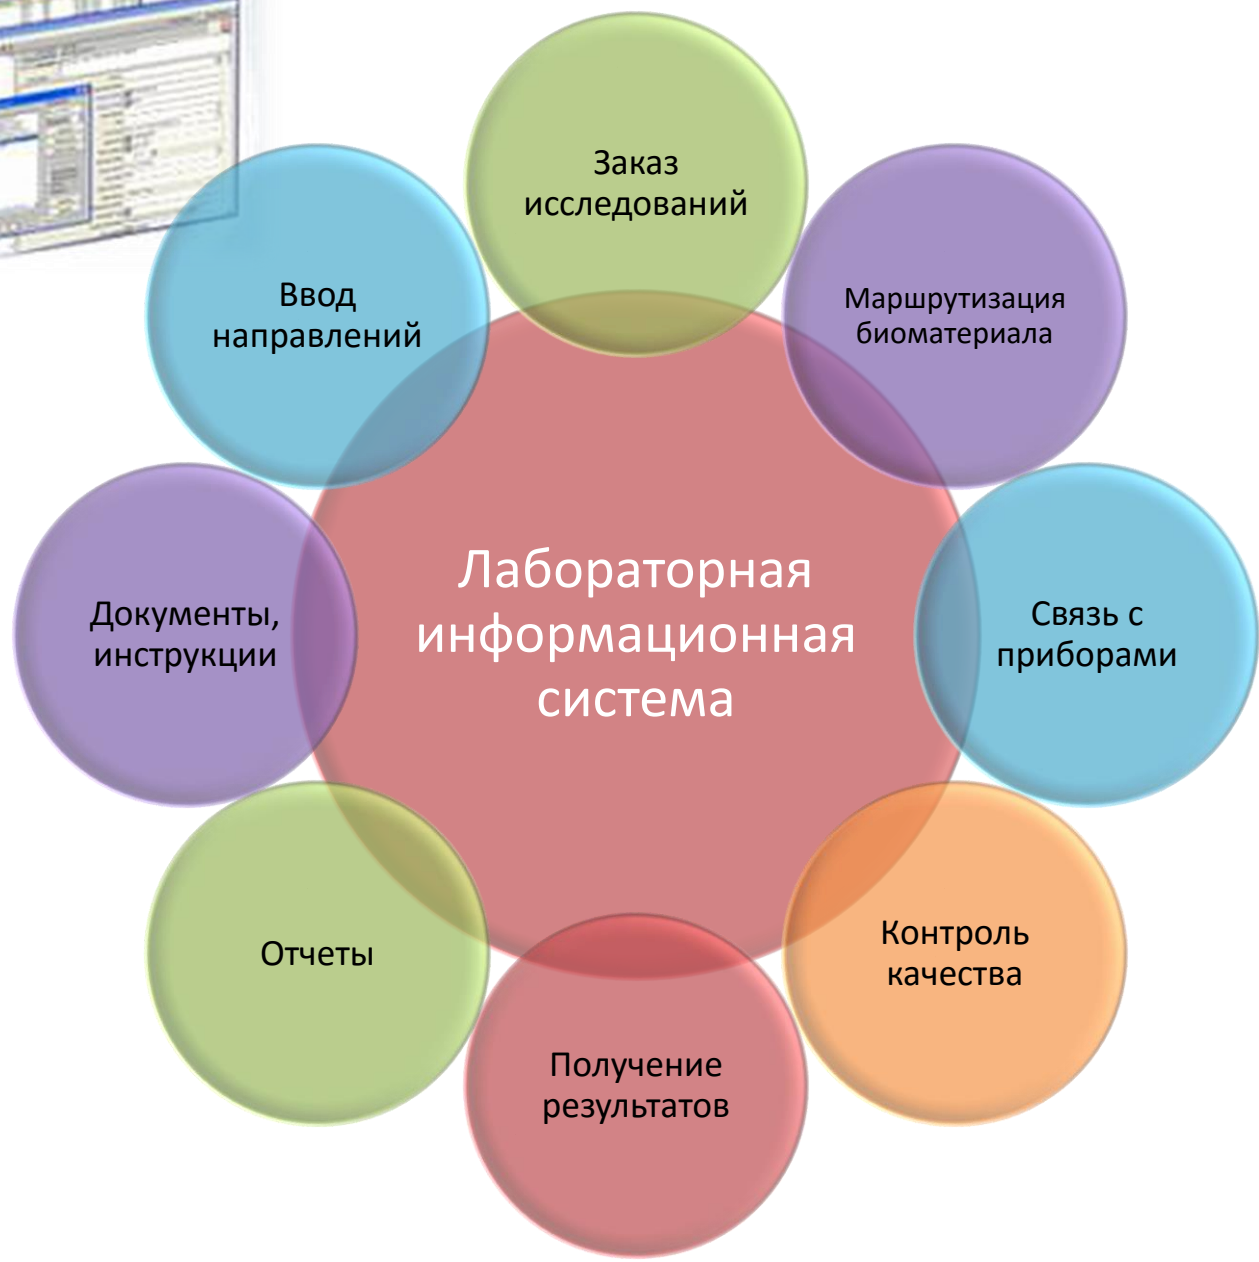 Заказ
исследований
Маршрутизация
биоматериала
Связь с
приборами
Контроль
качества
Получение
результатов
Отчеты
Документы,
инструкции
Ввод
направлений
Лабораторная
информационная
система